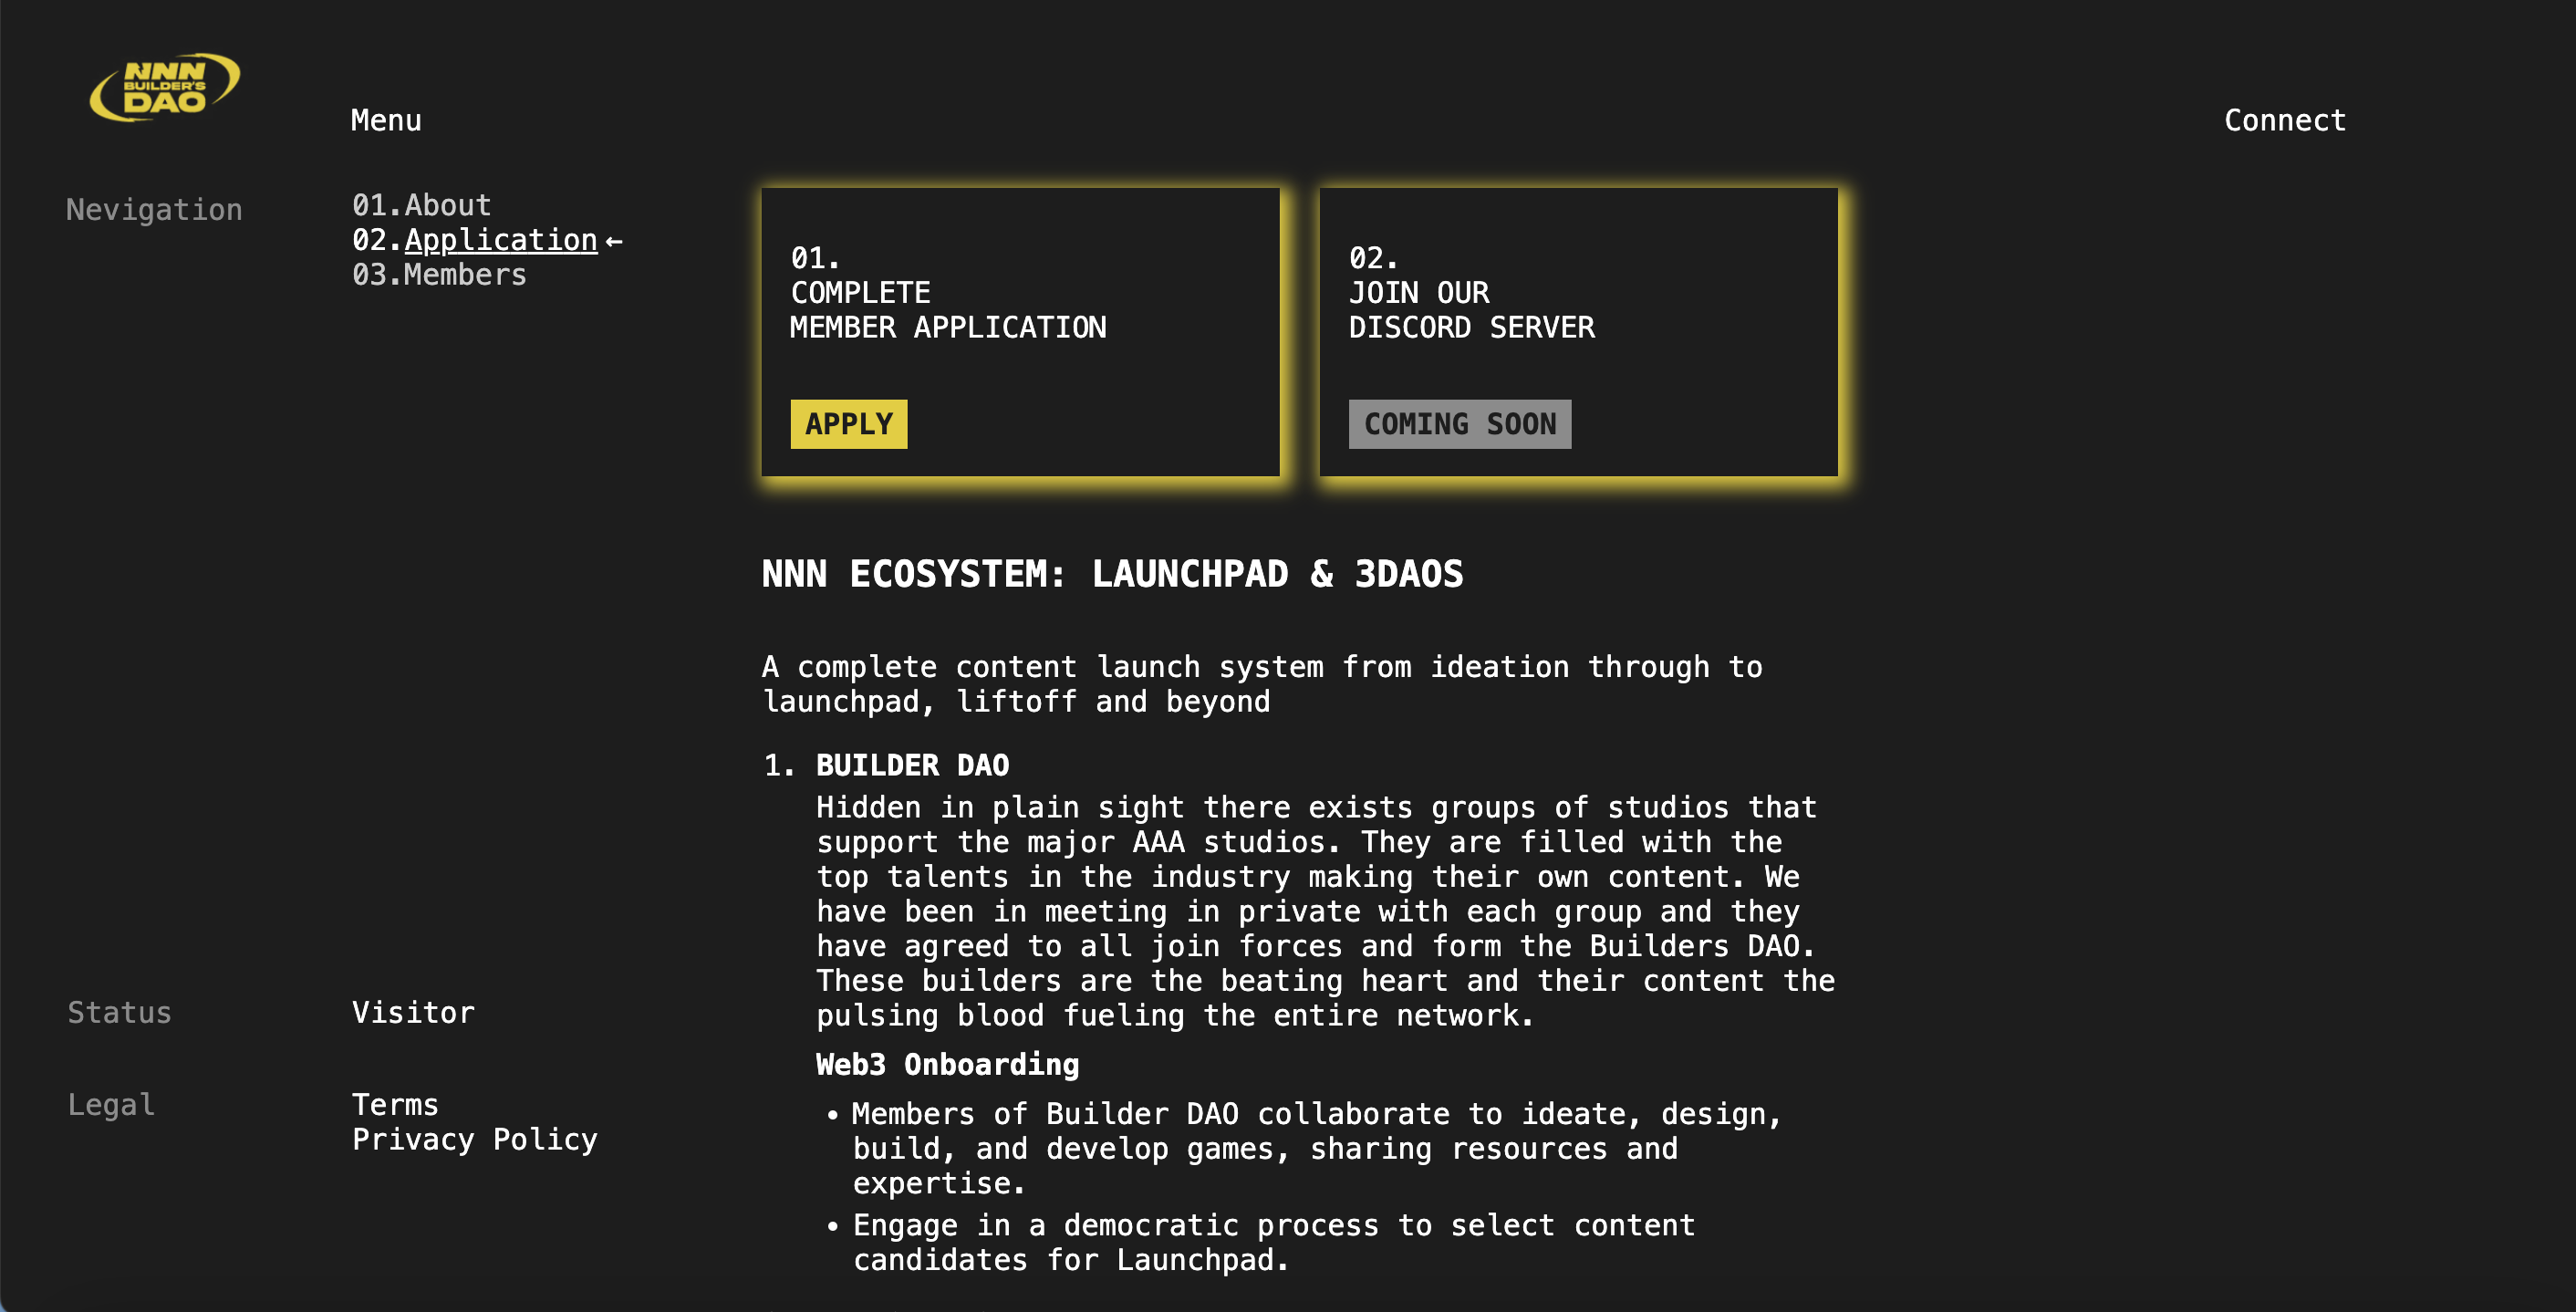 NNN
BUILDER'S
DAO
Menu
Connect
Nevigation
01.About
02.Application←
03.Members
01.
COMPLETE
MEMBER APPLICATION
APPLY
02.
JOIN OUR
DISCORD SERVER
COMING SOON
NNN ECOSYSTEM: LAUNCHPAD & 3DAOS
A complete content launch system from ideation through to
launchpad, liftoff and beyond
1. BUILDER DAO
Hidden in plain sight there exists groups of studios that
support the major AAA studios. They are filled with the
top talents in the industry making their own content. We
have been in meeting in private with each group and they
have agreed to all join forces and form the Builders DAO.
These builders are the beating heart and their content the
pulsing blood fueling the entire network.
Web3 Onboarding
• Members of Builder DAO collaborate to ideate, design,
build, and develop games, sharing resources and
expertise.
• Engage in a democratic process to select content
candidates for Launchpad.
Status
Visitor
Legal
Terms
Privacy Policy